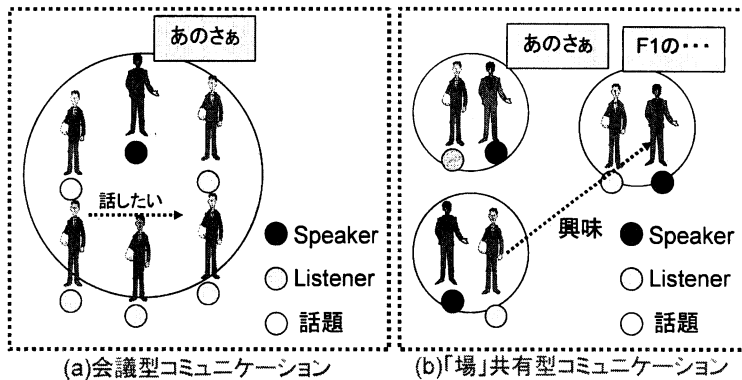 あのさぁ
話したい
Speaker
Listener
話題
(a)会議型コミュニケーション
あのさぁ
F1の・・・
興味
Speaker
Listener
話題
(b)「場」共有型コミュニケーション